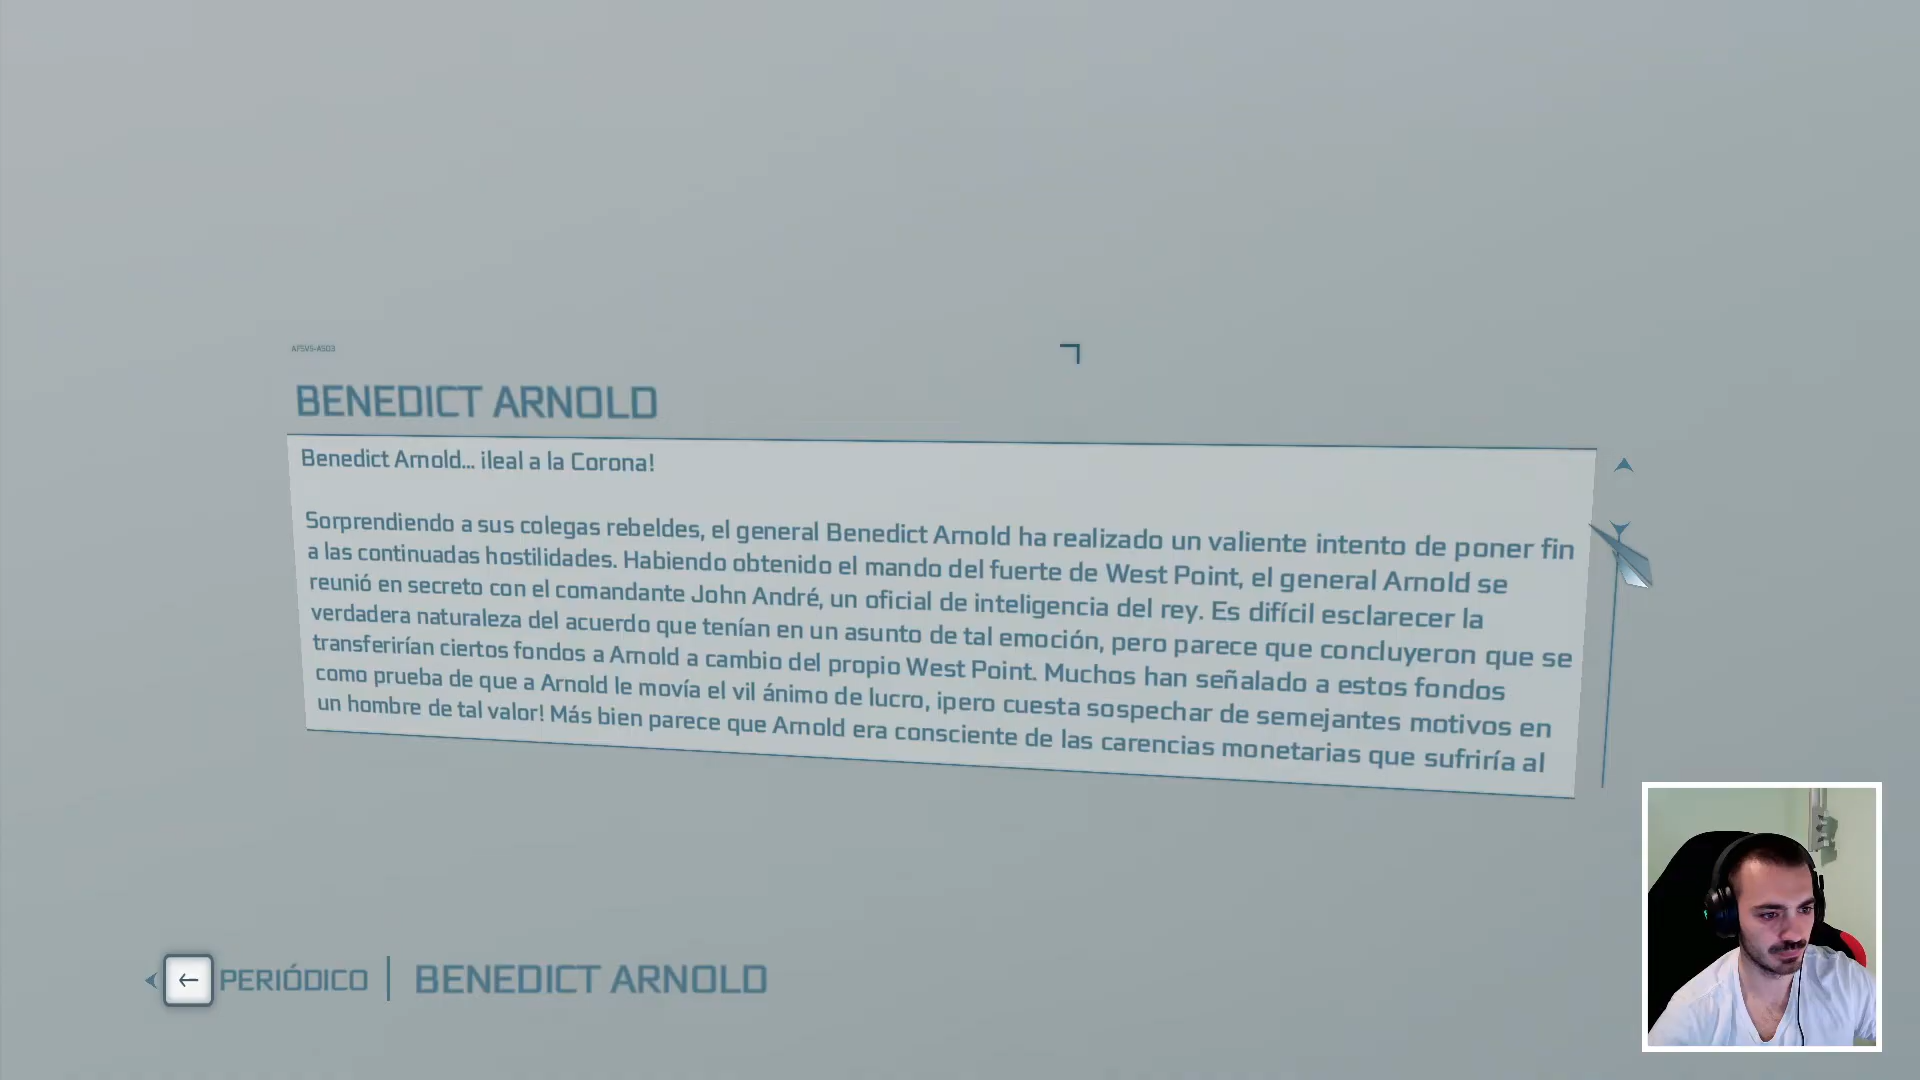 AFSVS-AS03
BENEDICT ARNOLD
Benedict Arnold... ¡leal a la Corona!
Sorprendiendo a sus colegas rebeldes, el general Benedict Arnold ha realizado un valiente intento de poner fin
a las continuadas hostilidades. Habiendo obtenido el mando del fuerte de West Point, el general Arnold se
reunió en secreto con el comandante John André, un oficial de inteligencia del rey. Es difícil esclarecer la
verdadera naturaleza del acuerdo que tenían en un asunto de tal emoción, pero parece que concluyeron que se
transferirían ciertos fondos a Arnold a cambio del propio West Point. Muchos han señalado a estos fondos
como prueba de que a Arnold le movía el vil ánimo de lucro, ¡pero cuesta sospechar de semejantes motivos en
un hombre de tal valor! Más bien parece que Arnold era consciente de las carencias monetarias que sufriría al
PERIÓDICO
BENEDICT ARNOLD